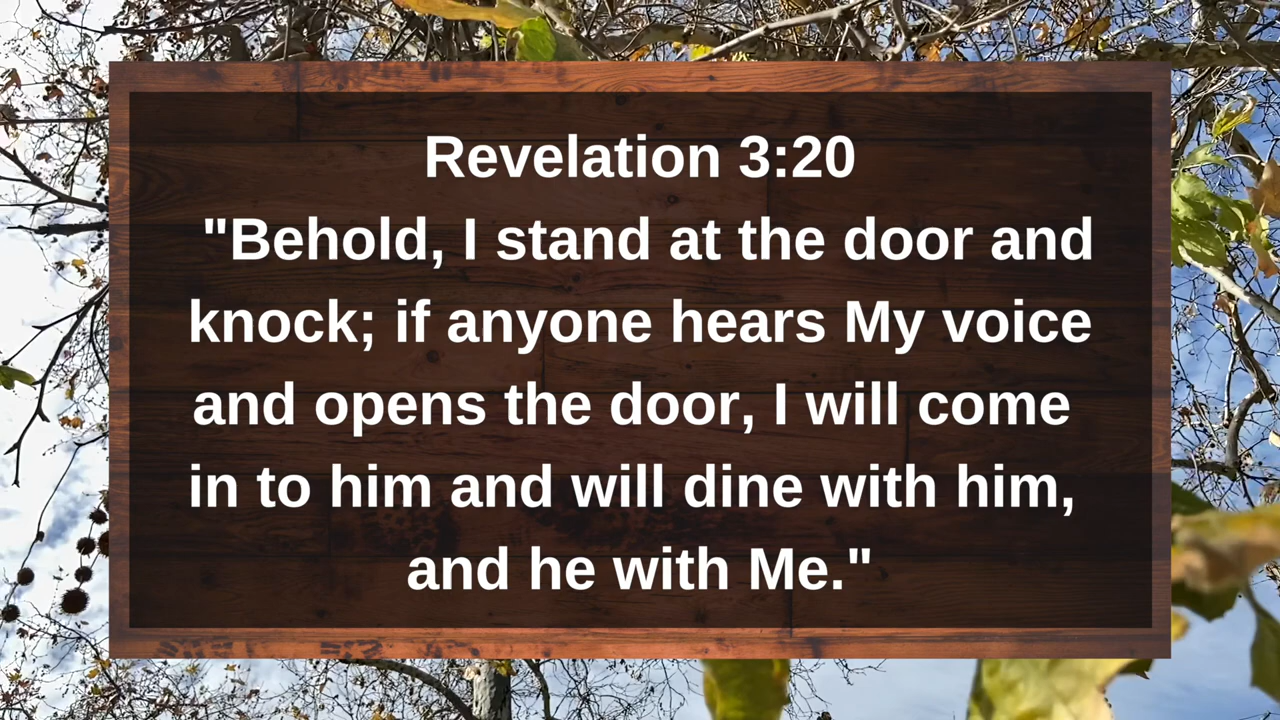 Revelation 3:20
"Behold, I stand at the door and
knock; if anyone hears My voice
and opens the door, I will come
in to him and will dine with him,
and he with Me."